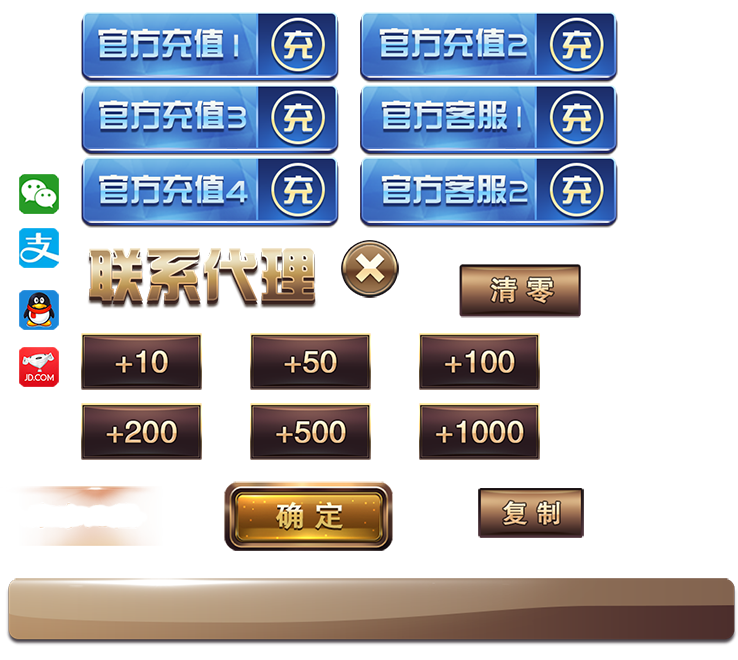 官方充值1 充
官方充值2 充
官方充值3 充
官方客服1 充
官方充值4 充
官方客服2 充
支
联系代理
清零
JD.COM
+10
+50
+100
+200
+500
+1000
确定
复制